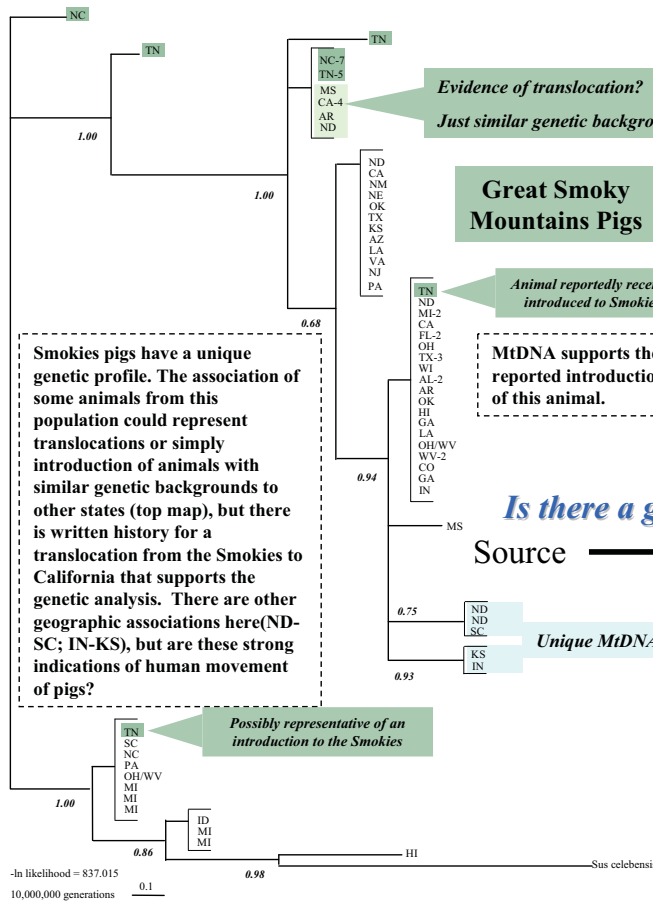 NC
TN
TN
NC-7
TN-5
MS
CA-4
AR
ND
Evidence of translocation?
Just similar genetic
1.00
1.00
ND
CA
NM
NE
OK
TX
KS
AZ
LA
VA
NJ
PA
Great Smoky
Mountains Pigs
0.68
TN
ND
MI-2
CA
FL-2
OH
TX-3
WI
AL-2
AR
OK
HI
GA
LA
OH/WV
WV-2
CO
GA
IN
Animal reportedly
introduced to
MtDNA supports
reported
of this animal.
Smokies pigs have a unique
genetic profile. The association of
some animals from this
population could represent
translocations or simply
introduction of animals with
similar genetic backgrounds to
other states (top map), but there
is written history for a
translocation from the Smokies to
California that supports the
genetic analysis.  There are other
geographic associations here(ND-
SC; IN-KS), but are these strong
indications of human movement
of pigs?
0.94
Is there a
MS
Source
0.75
ND
ND
SC
0.93
KS
IN
Unique MtDNA
TN
SC
NC
PA
OH/WV
MI
MI
MI
Possibly representative of an
introduction to the Smokies
1.00
ID
MI
MI
0.86
HI
0.98
Sus
-ln likelihood = 837.015
10,000,000 generations
0.1